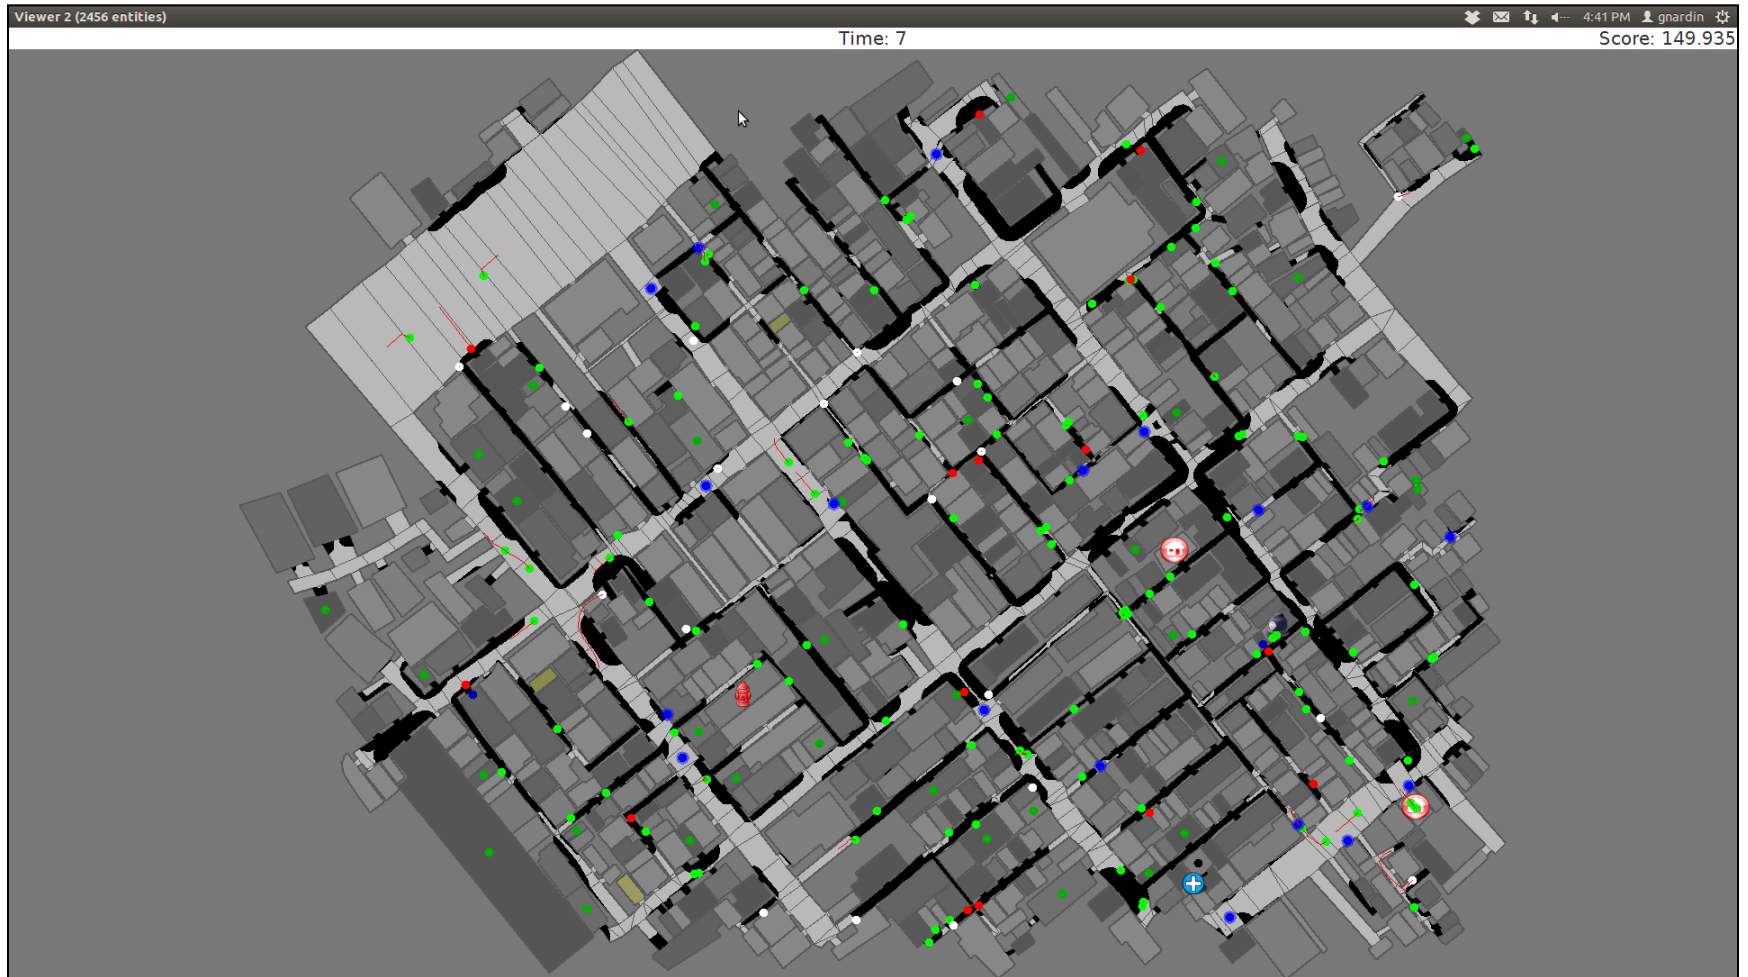 Viewer 2 (2456 entities)
4:41 PM gnardin
Time: 7
Score: 149.935